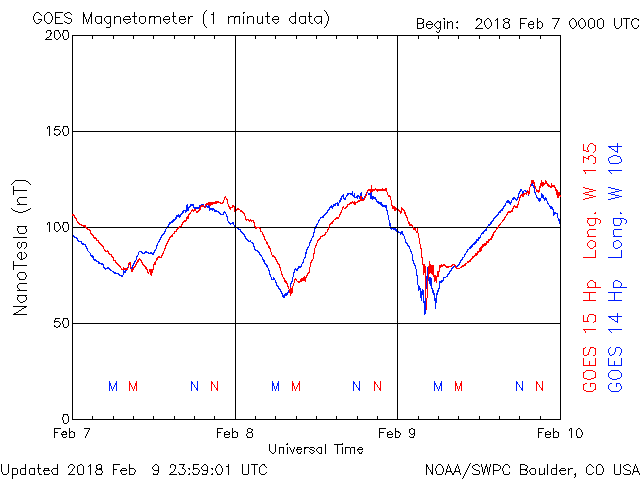 GOES Magnetometer (1 minute data)
Begin: 2018 Feb 7 0000 UTC
200
150
100
50
0
NanoTesla (nT)
M M N N M M N N M M N N
Feb 7 Feb 8 Feb 9 Feb 10
Universal Time
GOES 15 Hp Long. W 135
GOES 14 Hp Long. W 104
Updated 2018 Feb 9 23:59:01 UTC
NOAA/SWPC Boulder, CO USA